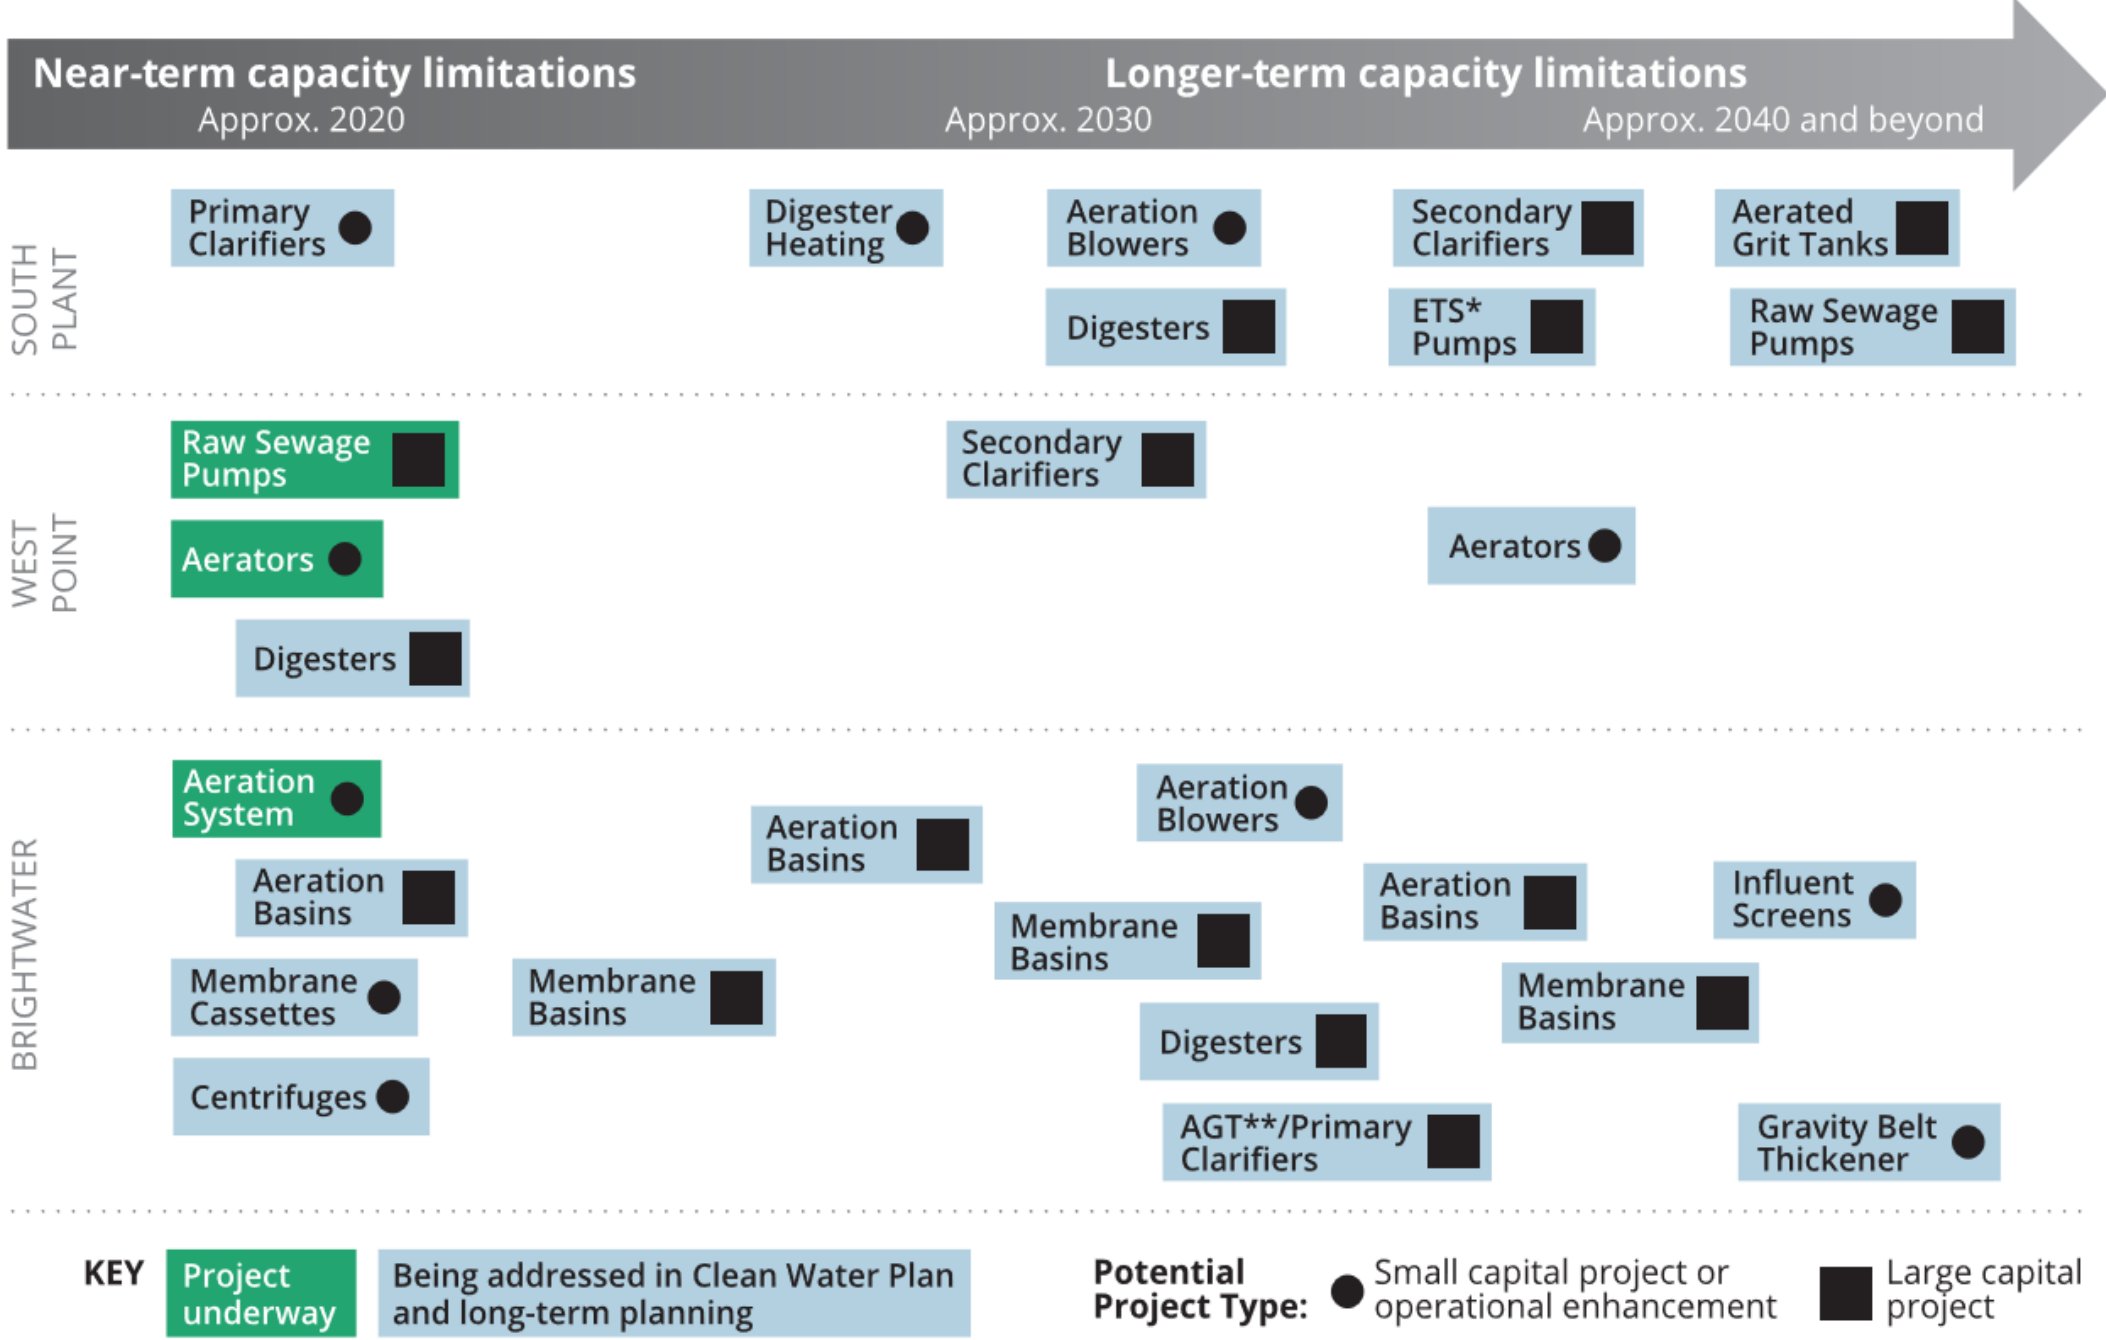 Near-term capacity limitations
Longer-term capacity limitations
Approx. 2020
Approx. 2030
Approx. 2040 and beyond
SOUTH
PLANT
Primary
Clarifiers
Digester
Heating
Aeration
Blowers
Secondary
Clarifiers
Aerated
Grit Tanks
Digesters
ETS*
Pumps
Raw Sewage
Pumps
WEST
POINT
Raw Sewage
Pumps
Secondary
Clarifiers
Aerators
Aerators
Digesters
BRIGHTWATER
Aeration
System
Aeration
Basins
Aeration
Blowers
Aeration
Basins
Aeration
Basins
Influent
Screens
Membrane
Basins
Membrane
Cassettes
Membrane
Basins
Membrane
Basins
Digesters
Centrifuges
AGT**/Primary
Clarifiers
Gravity Belt
Thickener
KEY
Project
underway
Being addressed in Clean Water Plan
and long-term planning
Potential
Project Type:
Small capital project or
operational enhancement
Large capital
project